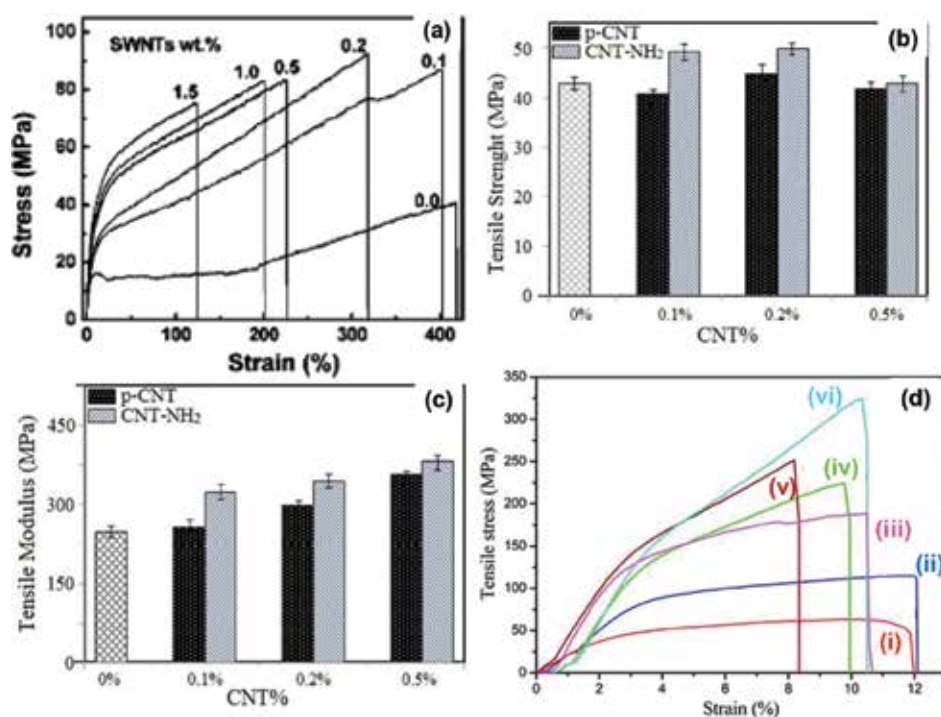 (a)
SWNTs wt.%
1.5
1.0
0.5
0.2
0.1
0.0
100
80
60
40
20
0
Stress (MPa)
0 100 200 300 400
Strain (%)
(b)
p-CNT
CNT-NH2
50
40
30
20
10
0
Tensile Strenght (MPa)
0% 0.1% 0.2% 0.5%
CNT%
(c)
p-CNT
CNT-NH2
450
300
150
0
Tensile Modulus (MPa)
0% 0.1% 0.2% 0.5%
CNT%
(d)
(vi)
(v)
(iv)
(iii)
(ii)
(i)
350
325
250
225
150
125
50
0
Tensile stress (MPa)
0 2 4 6 8 10 12
Strain (%)